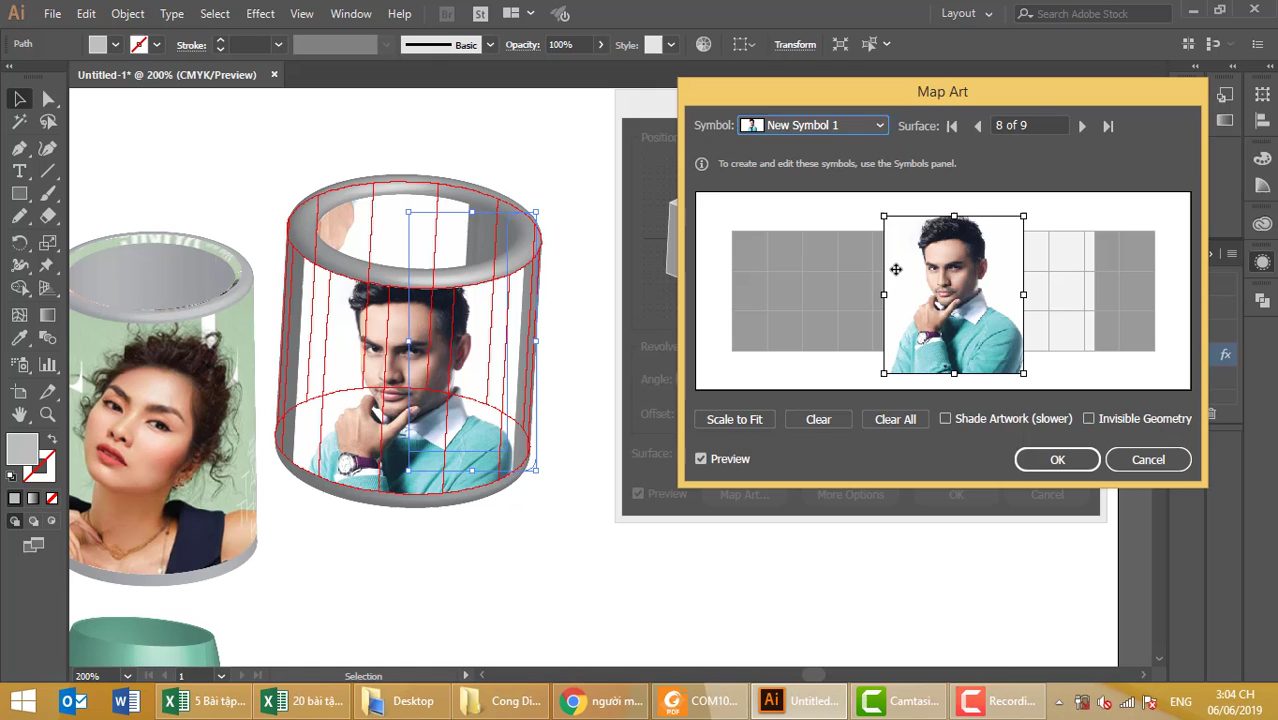 Ai File Edit Object Type Select Effect View Window Help Br St Layout Search Adobe Stock
Path Stroke: Basic Opacity: 100% Style: Transform
Untitled-1* @ 200% (CMYK/Preview)
Map Art
Symbol: New Symbol 1 Surface: 8 of 9
To create and edit these symbols, use the Symbols panel.
Position
Revolve
Angle:
Offset:
Surface:
Scale to Fit Clear Clear All Shade Artwork (slower) Invisible Geometry
Preview OK Cancel
Preview Map Art... More Options OK Cancel
fx
200% 1 Selection
5 Bài tập... 20 bài tậ... Desktop Cong Di... người m... COM10... Untitled... Camtasi... Recordi... ENG
3:04 CH
06/06/2019